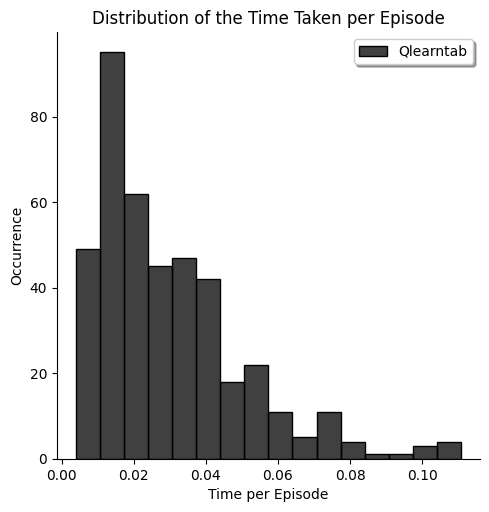 Distribution of the Time Taken per Episode
Qlearntab
80
60
40
20
0
Occurrence
0.00 0.02 0.04 0.06 0.08 0.10
Time per Episode